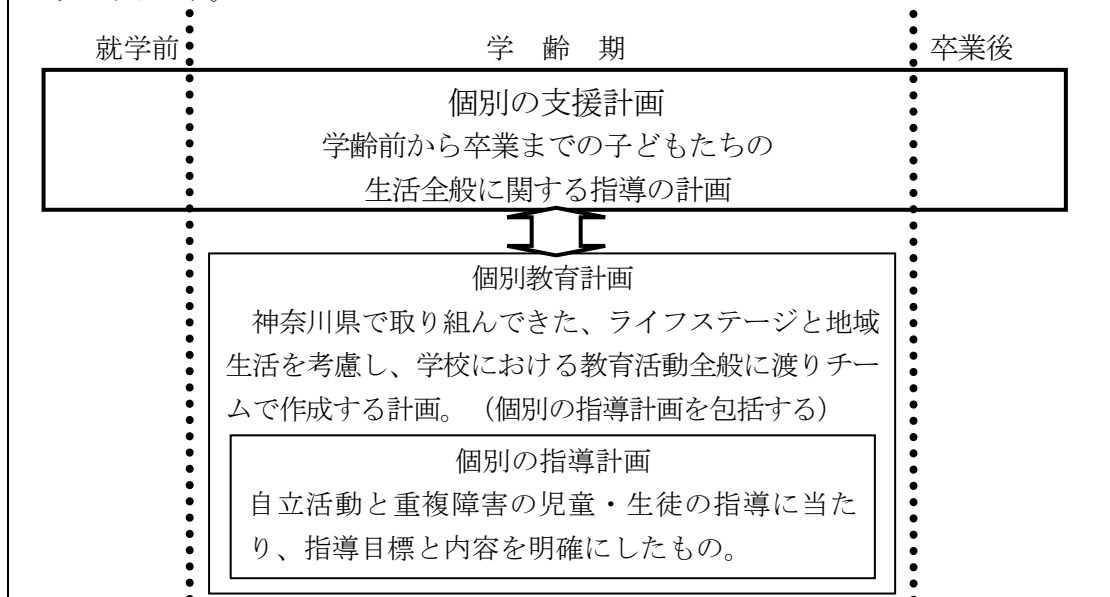 就学前
学 齢 期
卒業後
個別の支援計画
学齢前から卒業までの子どもたちの
生活全般に関する指導の計画
個別教育計画
神奈川県で取り組んできた、ライフステージと地域
生活を考慮し、学校における教育活動全般に渡りチー
ムで作成する計画。（個別の指導計画を包括する）
個別の指導計画
自立活動と重複障害の児童・生徒の指導に当た
り、指導目標と内容を明確にしたもの。